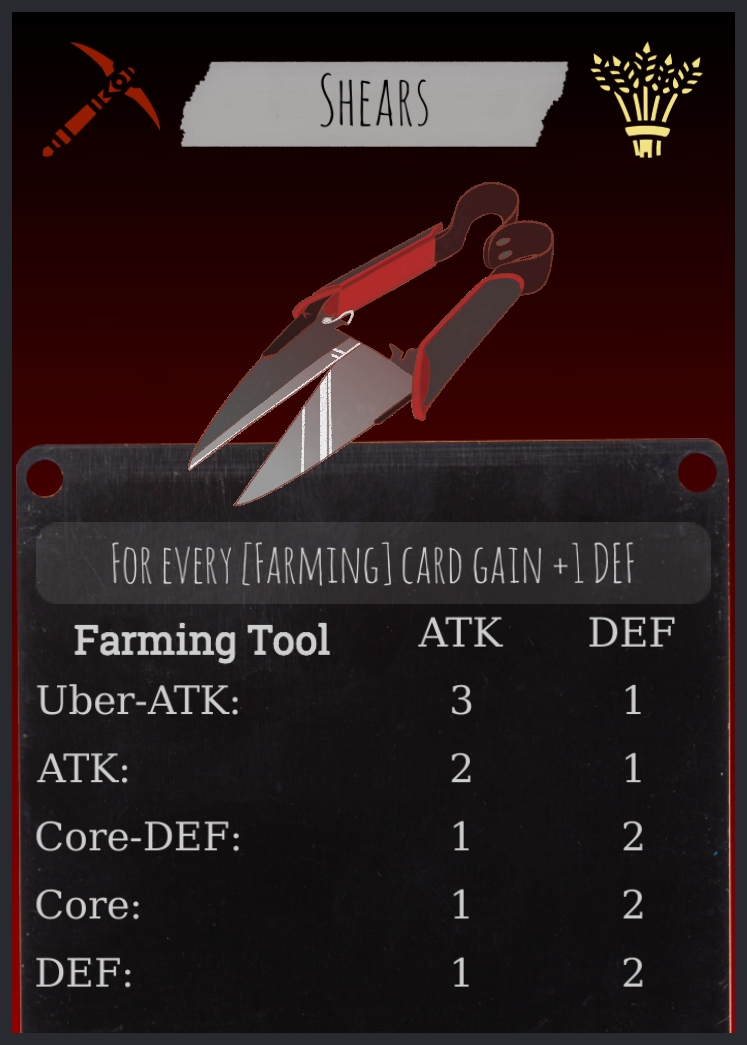 Shears
For every [Farming] card gain +1 DEF
Farming Tool ATK DEF
Uber-ATK: 3 1
ATK: 2 1
Core-DEF: 1 2
Core: 1 2
DEF: 1 2